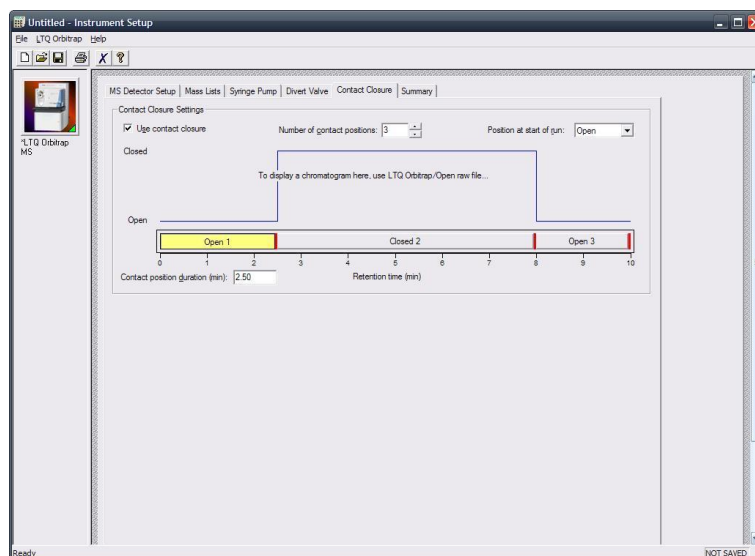 Untitled - Instrument Setup
File LTQ Orbitrap Help
*LTQ Orbitrap
MS
MS Detector Setup Mass Lists Syringe Pump Divert Valve Contact Closure Summary
Contact Closure Settings
Use contact closure Number of contact positions: 3 Position at start of run: Open
Closed
To display a chromatogram here, use LTQ Orbitrap/Open raw file...
Open
Open 1 Closed 2 Open 3
0 1 2 3 4 5 6 7 8 9 10
Contact position duration (min): 2.50 Retention time (min)
Ready NOT SAVED